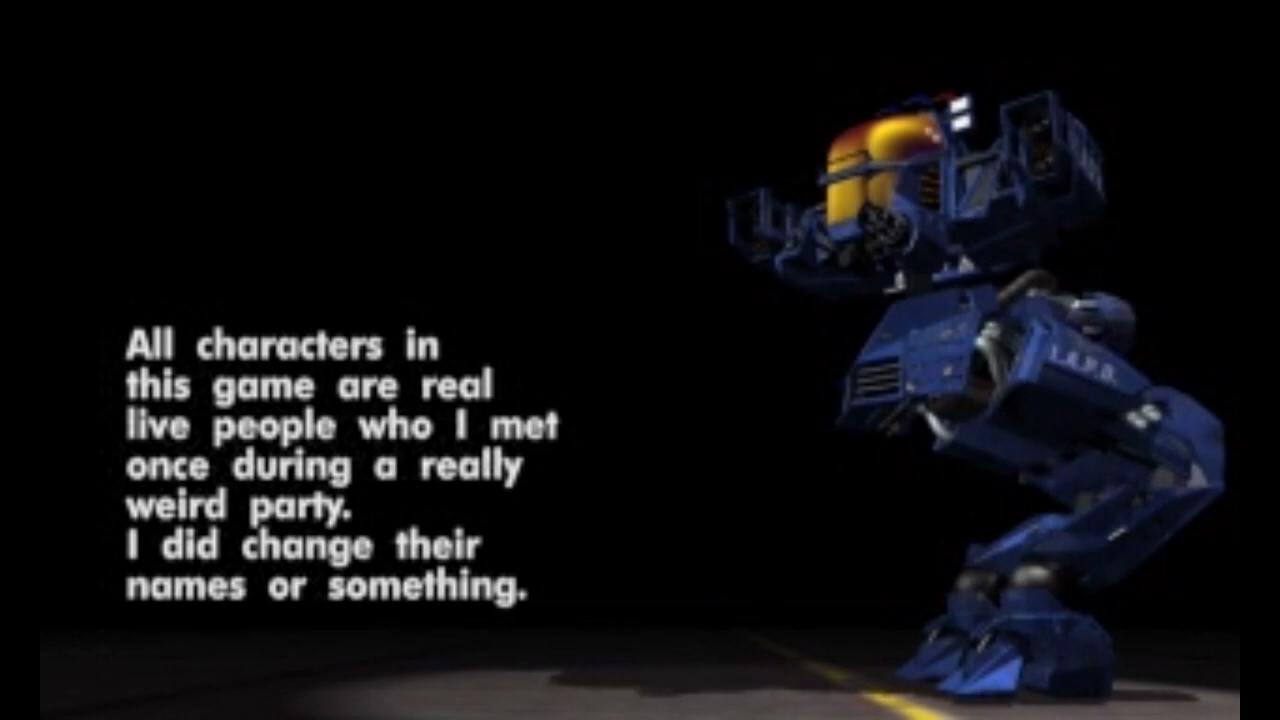 All characters in
this game are real
live people who I met
once during a really
weird party.
I did change their
names or something.